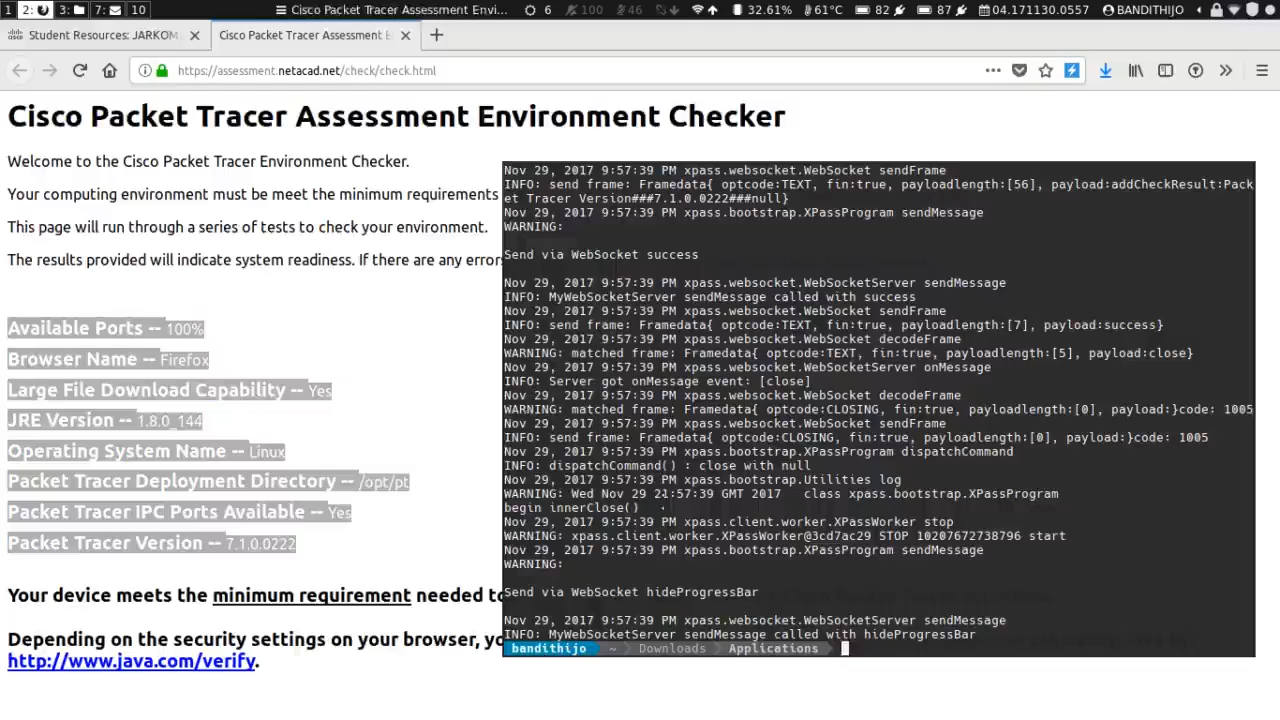 1 2: 3: 7: 10 Cisco Packet Tracer Assessment Envi... 6 100 46 32.61% 61°C 82 87 04.171130.0557 BANDITHIJO
Student Resources: JARKOM Cisco Packet Tracer Assessment E
https://assessment.netacad.net/check/check.html
Cisco Packet Tracer Assessment Environment Checker
Welcome to the Cisco Packet Tracer Environment Checker.
Your computing environment must be meet the minimum requirements
This page will run through a series of tests to check your environment.
The results provided will indicate system readiness. If there are any errors
Available Ports -- 100%
Browser Name -- Firefox
Large File Download Capability -- Yes
JRE Version -- 1.8.0_144
Operating System Name -- Linux
Packet Tracer Deployment Directory -- /opt/pt
Packet Tracer IPC Ports Available -- Yes
Packet Tracer Version -- 7.1.0.0222
Your device meets the minimum requirement needed to
Depending on the security settings on your browser, yo
http://www.java.com/verify.
Nov 29, 2017 9:57:39 PM xpass.websocket.WebSocket sendFrame
INFO: send frame: Framedata{ optcode:TEXT, fin:true, payloadlength:[56], payload:addCheckResult:Pack
et Tracer Version###7.1.0.0222###null}
Nov 29, 2017 9:57:39 PM xpass.bootstrap.XPassProgram sendMessage
WARNING:
Send via WebSocket success
Nov 29, 2017 9:57:39 PM xpass.websocket.WebSocketServer sendMessage
INFO: MyWebSocketServer sendMessage called with success
Nov 29, 2017 9:57:39 PM xpass.websocket.WebSocket sendFrame
INFO: send frame: Framedata{ optcode:TEXT, fin:true, payloadlength:[7], payload:success}
Nov 29, 2017 9:57:39 PM xpass.websocket.WebSocket decodeFrame
WARNING: matched frame: Framedata{ optcode:TEXT, fin:true, payloadlength:[5], payload:close}
Nov 29, 2017 9:57:39 PM xpass.websocket.WebSocketServer onMessage
INFO: Server got onMessage event: [close]
Nov 29, 2017 9:57:39 PM xpass.websocket.WebSocket decodeFrame
WARNING: matched frame: Framedata{ optcode:CLOSING, fin:true, payloadlength:[0], payload:}code: 1005
Nov 29, 2017 9:57:39 PM xpass.websocket.WebSocket sendFrame
INFO: send frame: Framedata{ optcode:CLOSING, fin:true, payloadlength:[0], payload:}code: 1005
Nov 29, 2017 9:57:39 PM xpass.bootstrap.XPassProgram dispatchCommand
INFO: dispatchCommand() : close with null
Nov 29, 2017 9:57:39 PM xpass.bootstrap.Utilities log
WARNING: Wed Nov 29 21:57:39 GMT 2017 class xpass.bootstrap.XPassProgram
begin innerClose()
Nov 29, 2017 9:57:39 PM xpass.client.worker.XPassWorker stop
WARNING: xpass.client.worker.XPassWorker@3cd7ac29 STOP 10207672738796 start
Nov 29, 2017 9:57:39 PM xpass.bootstrap.XPassProgram sendMessage
WARNING:
Send via WebSocket hideProgressBar
Nov 29, 2017 9:57:39 PM xpass.websocket.WebSocketServer sendMessage
INFO: MyWebSocketServer sendMessage called with hideProgressBar
bandithijo ~ Downloads Applications